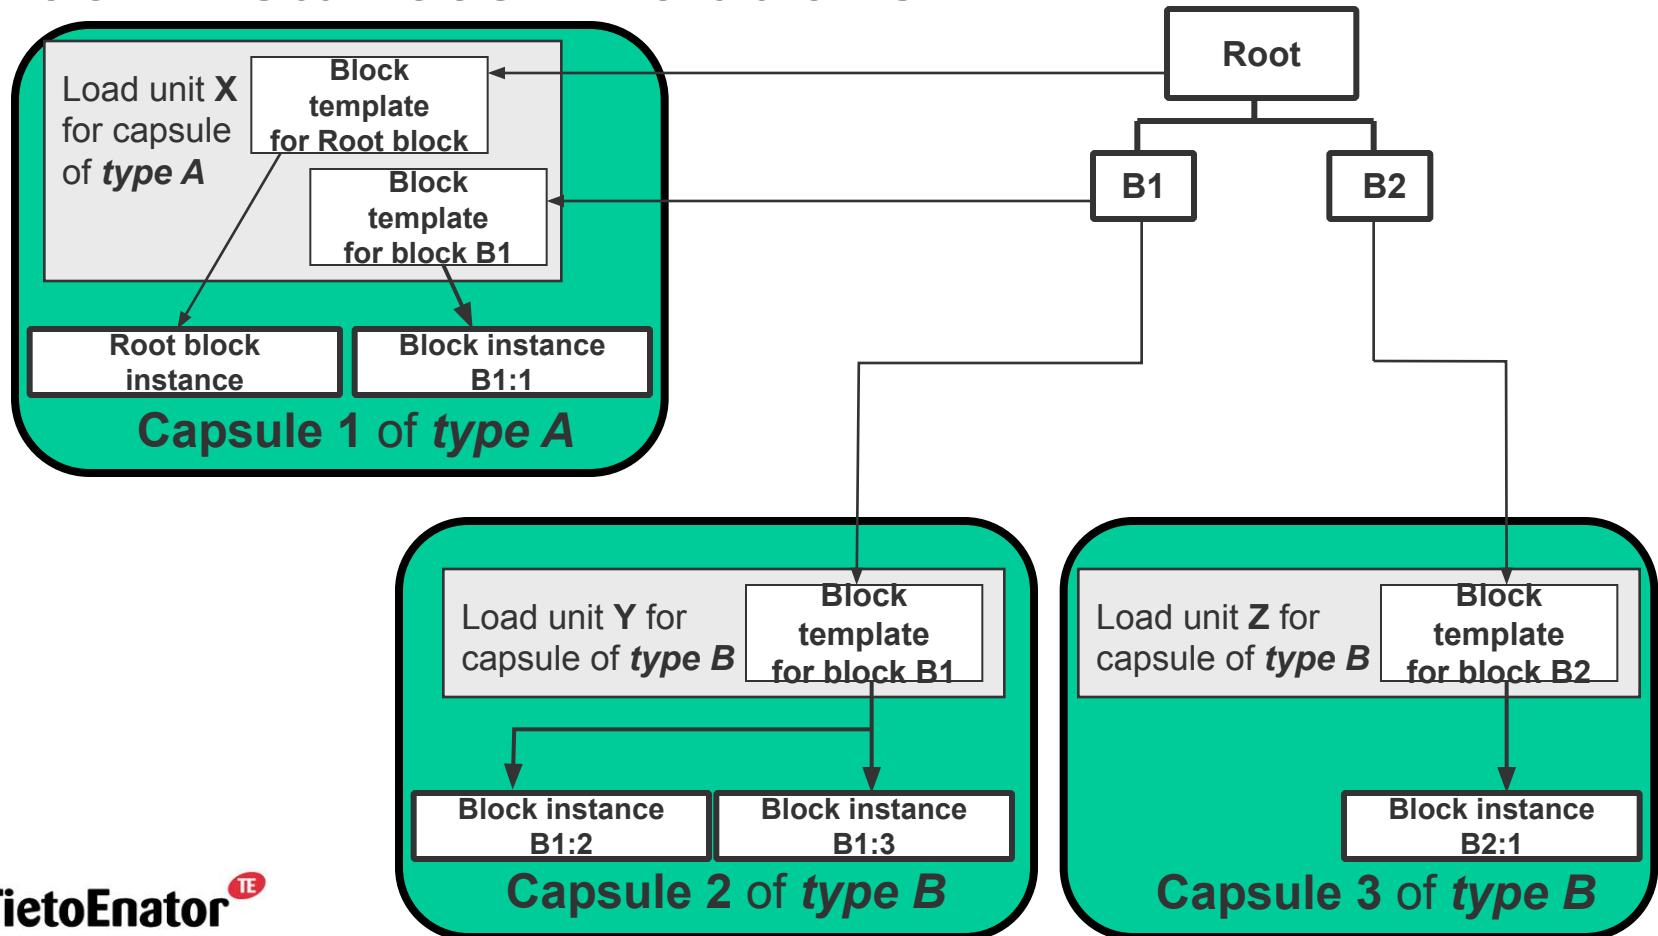 Root
B1
B2
Load unit X
for capsule
of type A
Block
template
for Root block
Block
template
for block B1
Root block
instance
Block instance
B1:1
Capsule 1 of type A
Load unit Y for
capsule of type B
Block
template
for block B1
Block instance
B1:2
Block instance
B1:3
Capsule 2 of type B
Load unit Z for
capsule of type B
Block
template
for block B2
Block instance
B2:1
Capsule 3 of type B
ietoEnator TE